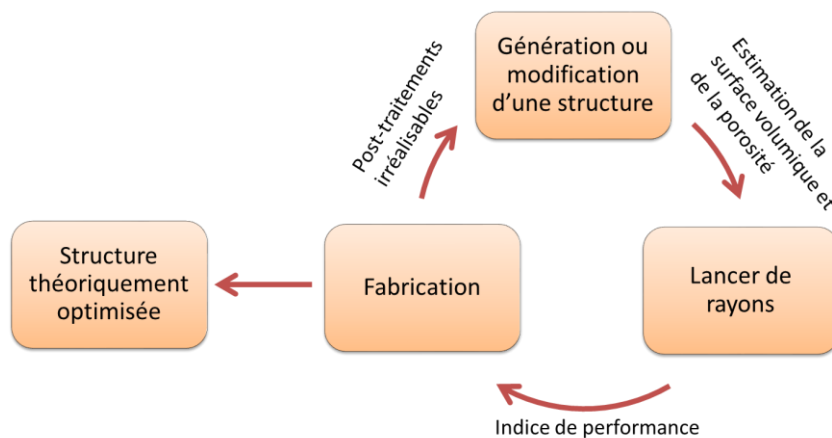 Génération ou
modification
d'une structure
Estimation de la
surface volumique et
de la porosité
Post-traitements
irréalisables
Structure
théoriquement
optimisée
Fabrication
Lancer de
rayons
Indice de performance